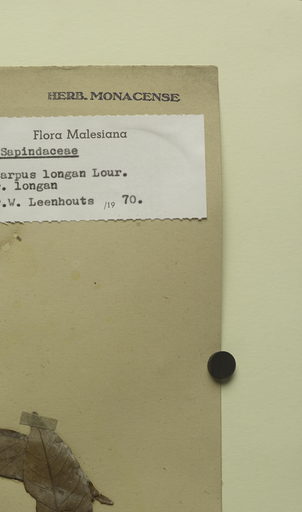 HERB. MONACENSE
Flora Malesiana
Sapindaceae
arpus longan Lour.
. longan
.W. Leenhouts /19 70.